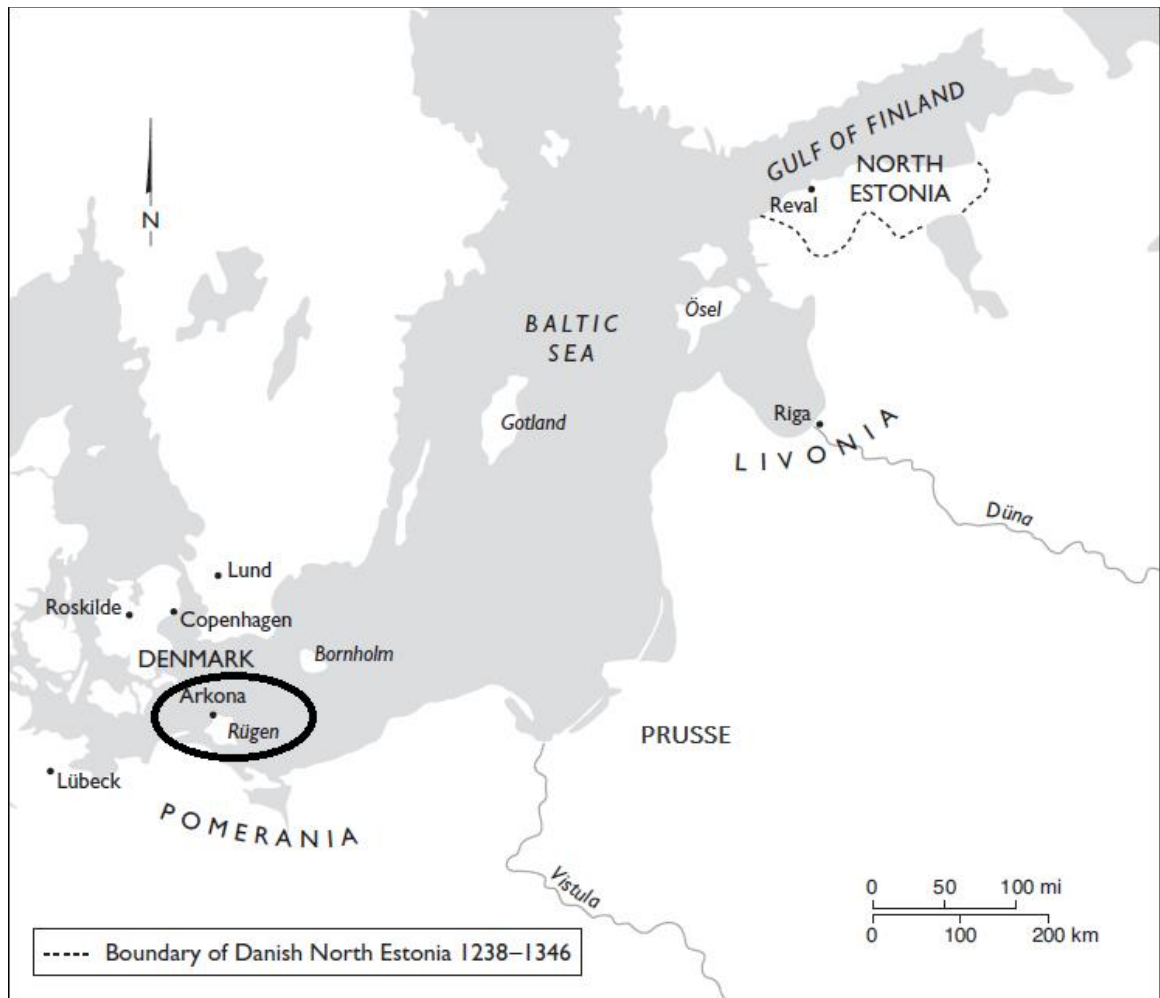 GULF OF FINLAND
NORTH
ESTONIA
Reval
N
Ösel
BALTIC
SEA
Gotland
Riga
LIVONIA
Düna
Lund
Roskilde
Copenhagen
DENMARK
Bornholm
Arkona
Rügen
PRUSSE
Lübeck
POMERANIA
Vistula
0 50 100 mi
0 100 200 km
Boundary of Danish North Estonia 1238–1346